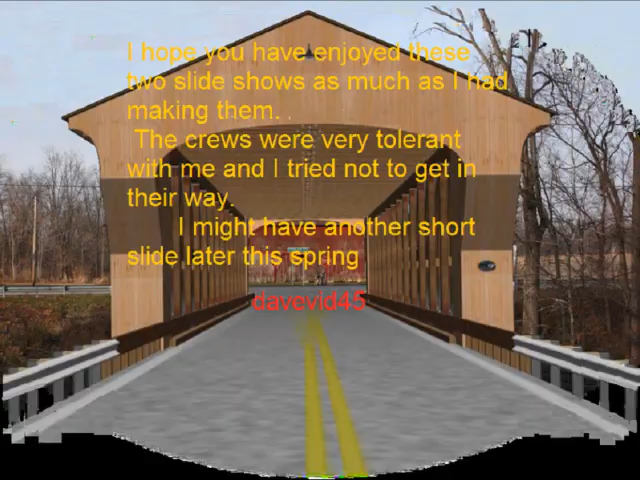 I hope you have enjoyed these
two slide shows as much as I had
making them. .
The crews were very tolerant
with me and I tried not to get in
their way.
I might have another short
slide later this spring
davevid45